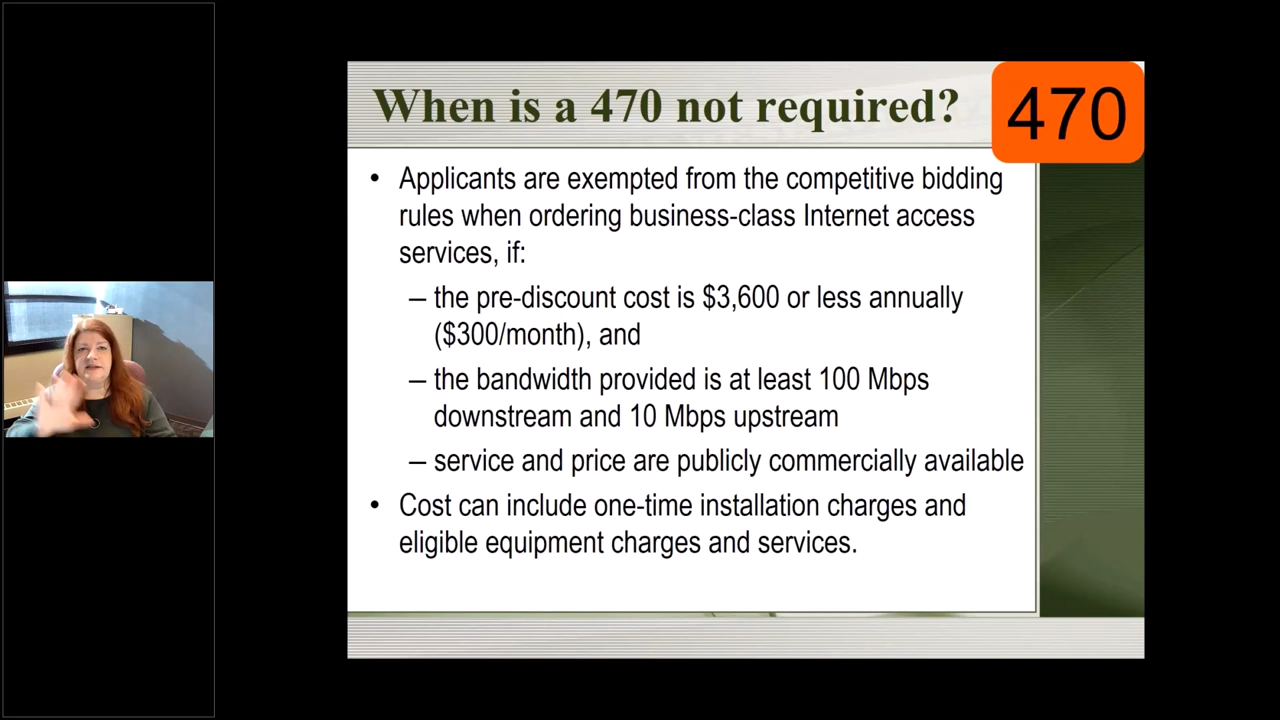 When is a 470 not required?
470
• Applicants are exempted from the competitive bidding
rules when ordering business-class Internet access
services, if:
– the pre-discount cost is $3,600 or less annually
($300/month), and
– the bandwidth provided is at least 100 Mbps
downstream and 10 Mbps upstream
– service and price are publicly commercially available
• Cost can include one-time installation charges and
eligible equipment charges and services.